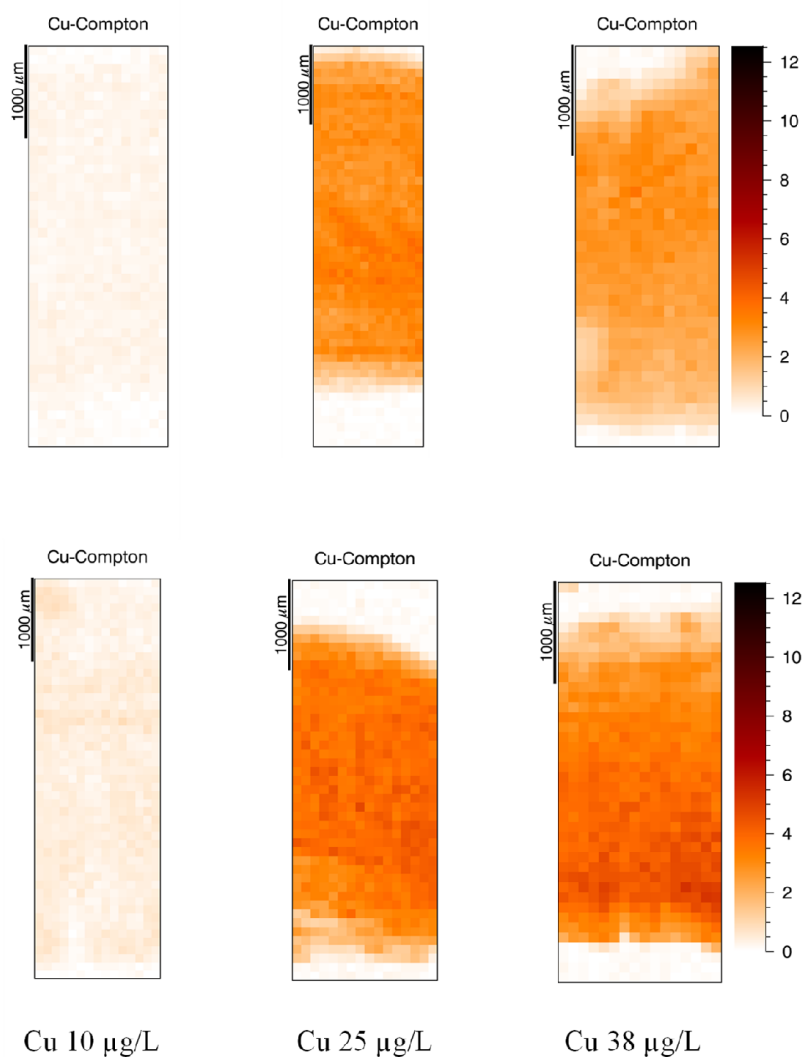 Cu-Compton
Cu-Compton
Cu-Compton
1000 μm
1000 μm
1000 μm
12
10
8
6
4
2
0
Cu-Compton
Cu-Compton
Cu-Compton
1000 μm
1000 μm
1000 μm
12
10
8
6
4
2
0
Cu 10 μg/L
Cu 25 μg/L
Cu 38 μg/L